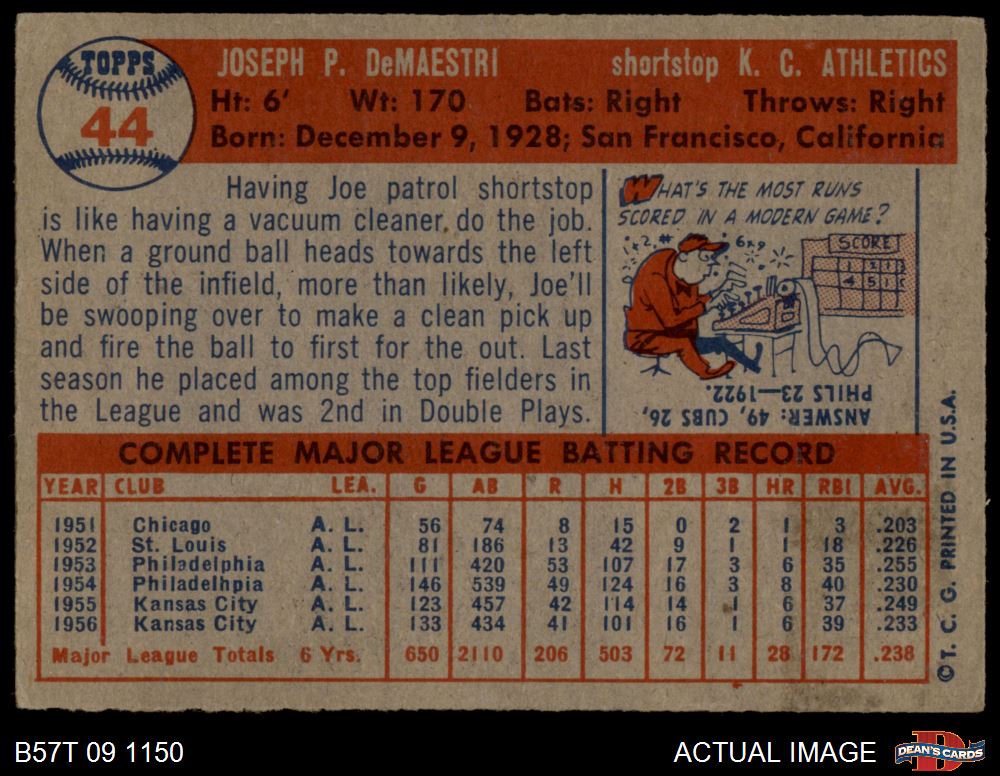 TOPPS
44
JOSEPH P. DeMAESTRI shortstop K. C. ATHLETICS
Ht: 6' Wt: 170 Bats: Right Throws: Right
Born: December 9, 1928; San Francisco, California
Having Joe patrol shortstop
is like having a vacuum cleaner do the job.
When a ground ball heads towards the left
side of the infield, more than likely, Joe'll
be swooping over to make a clean pick up
and fire the ball to first for the out. Last
season he placed among the top fielders in
the League and was 2nd in Double Plays.
WHAT'S THE MOST RUNS
SCORED IN A MODERN GAME?
SCORE
ANSWER: 49, CUBS 26,
PHILS 23—1922.
COMPLETE MAJOR LEAGUE BATTING RECORD
YEAR CLUB LEA. G AB R H 2B 3B HR RBI AVG.
1951 Chicago A. L. 56 74 8 15 0 2 1 3 .203
1952 St. Louis A. L. 81 186 13 42 9 1 1 18 .226
1953 Philadelphia A. L. 111 420 53 107 17 3 6 35 .255
1954 Philadelhpia A. L. 146 539 49 124 16 3 8 40 .230
1955 Kansas City A. L. 123 457 42 114 14 1 6 37 .249
1956 Kansas City A. L. 133 434 41 101 16 1 6 39 .233
Major League Totals 6 Yrs. 650 2110 206 503 72 11 28 172 .238
© T. C. G. PRINTED IN U.S.A.
B57T 09 1150
ACTUAL IMAGE
DEAN'S CARDS